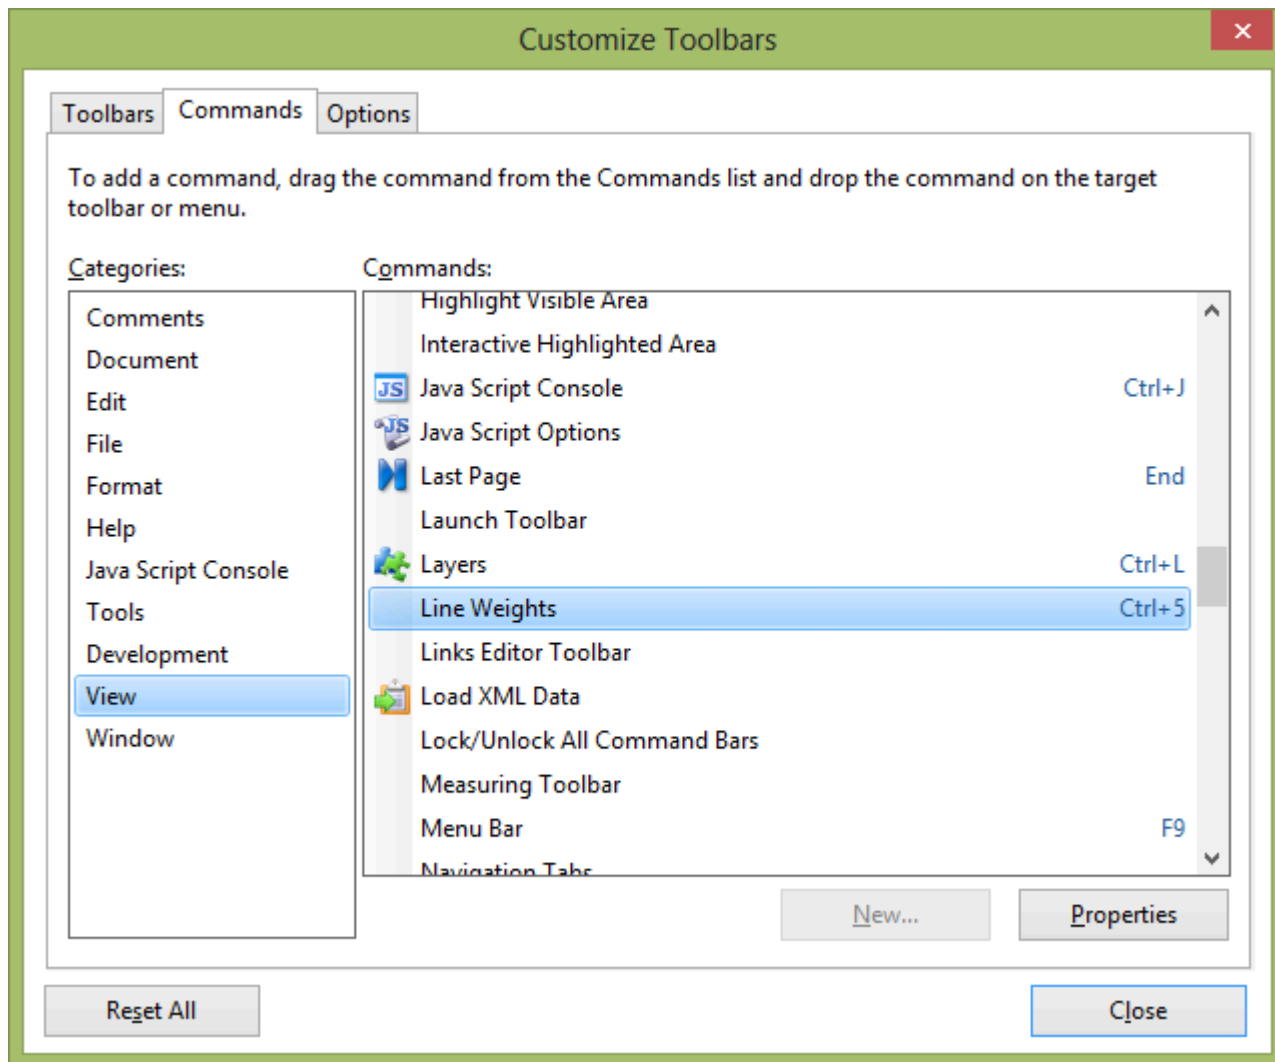 Customize Toolbars
Toolbars Commands Options
To add a command, drag the command from the Commands list and drop the command on the target
toolbar or menu.
Categories:
Comments
Document
Edit
File
Format
Help
Java Script Console
Tools
Development
View
Window
Commands:
Highlight Visible Area
Interactive Highlighted Area
JS Java Script Console Ctrl+J
JS Java Script Options
Last Page End
Launch Toolbar
Layers Ctrl+L
Line Weights Ctrl+5
Links Editor Toolbar
Load XML Data
Lock/Unlock All Command Bars
Measuring Toolbar
Menu Bar F9
Navigation Tabs
New... Properties
Reset All Close